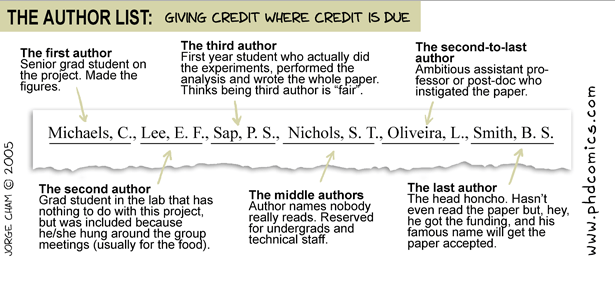 THE AUTHOR LIST: GIVING CREDIT WHERE CREDIT IS DUE
The first author
Senior grad student on
the project. Made the
figures.
The third author
First year student who actually did
the experiments, performed the
analysis and wrote the whole paper.
Thinks being third author is "fair".
The second-to-last
author
Ambitious assistant pro-
fessor or post-doc who
instigated the paper.
Michaels, C., Lee, E. F., Sap, P. S., Nichols, S. T., Oliveira, L., Smith, B. S.
The second author
Grad student in the lab that has
nothing to do with this project,
but was included because
he/she hung around the group
meetings (usually for the food).
The middle authors
Author names nobody
really reads. Reserved
for undergrads and
technical staff.
The last author
The head honcho. Hasn't
even read the paper but, hey,
he got the funding, and his
famous name will get the
paper accepted.
JORGE CHAM © 2005
www.phdcomics.com